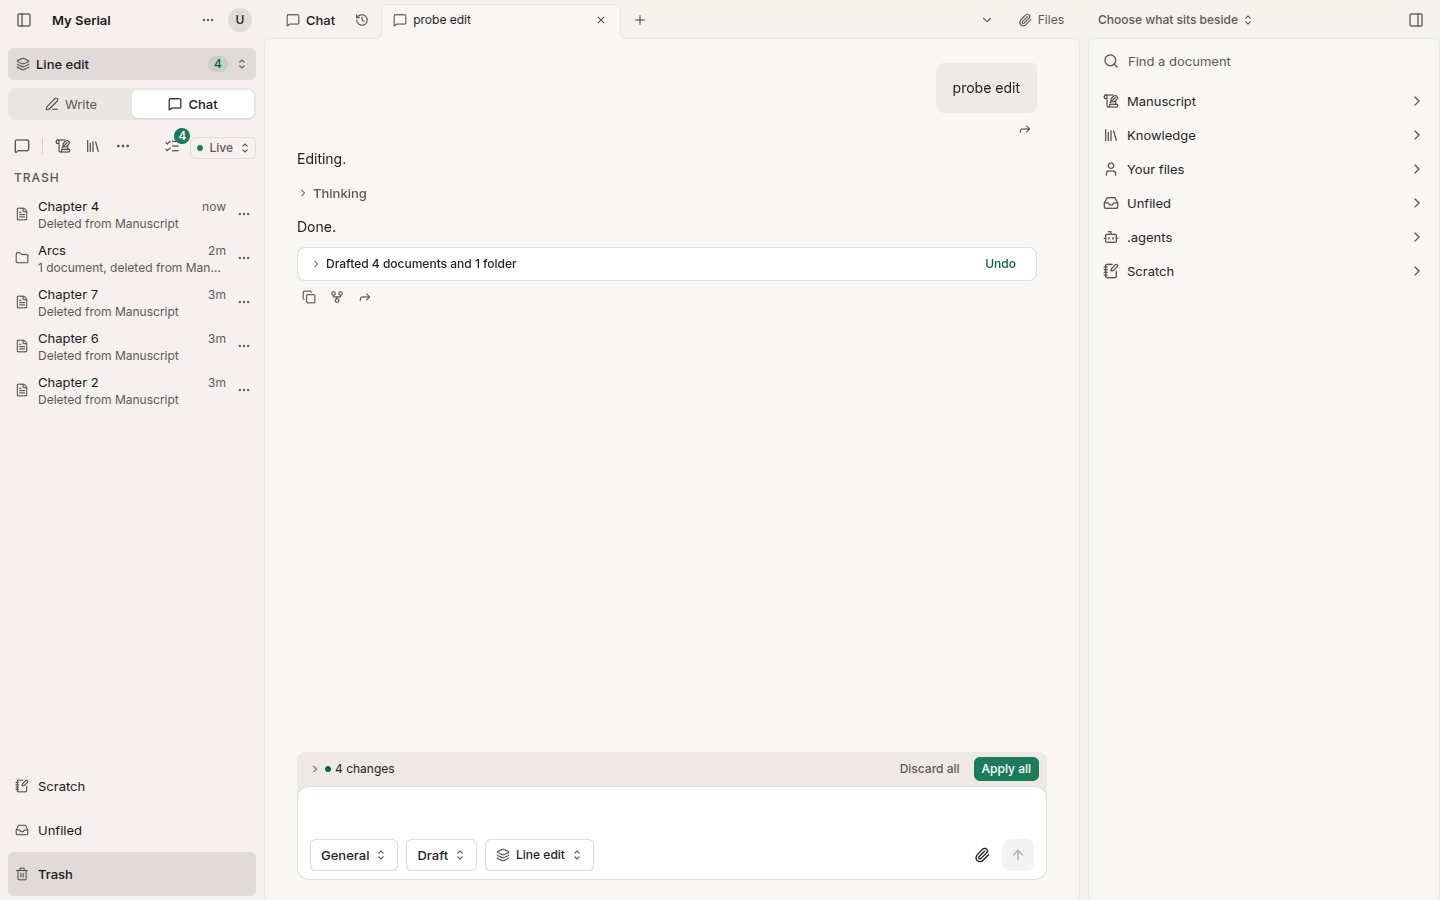 My Serial
U
Line edit
4
Write
Chat
4
Live
TRASH
Chapter 4
now
Deleted from Manuscript
Arcs
2m
1 document, deleted from Man...
Chapter 7
3m
Deleted from Manuscript
Chapter 6
3m
Deleted from Manuscript
Chapter 2
3m
Deleted from Manuscript
Scratch
Unfiled
Trash
Chat
probe edit
Files
probe edit
Editing.
Thinking
Done.
Drafted 4 documents and 1 folder
Undo
4 changes
Discard all
Apply all
General
Draft
Line edit
Choose what sits beside
Find a document
Manuscript
Knowledge
Your files
Unfiled
.agents
Scratch